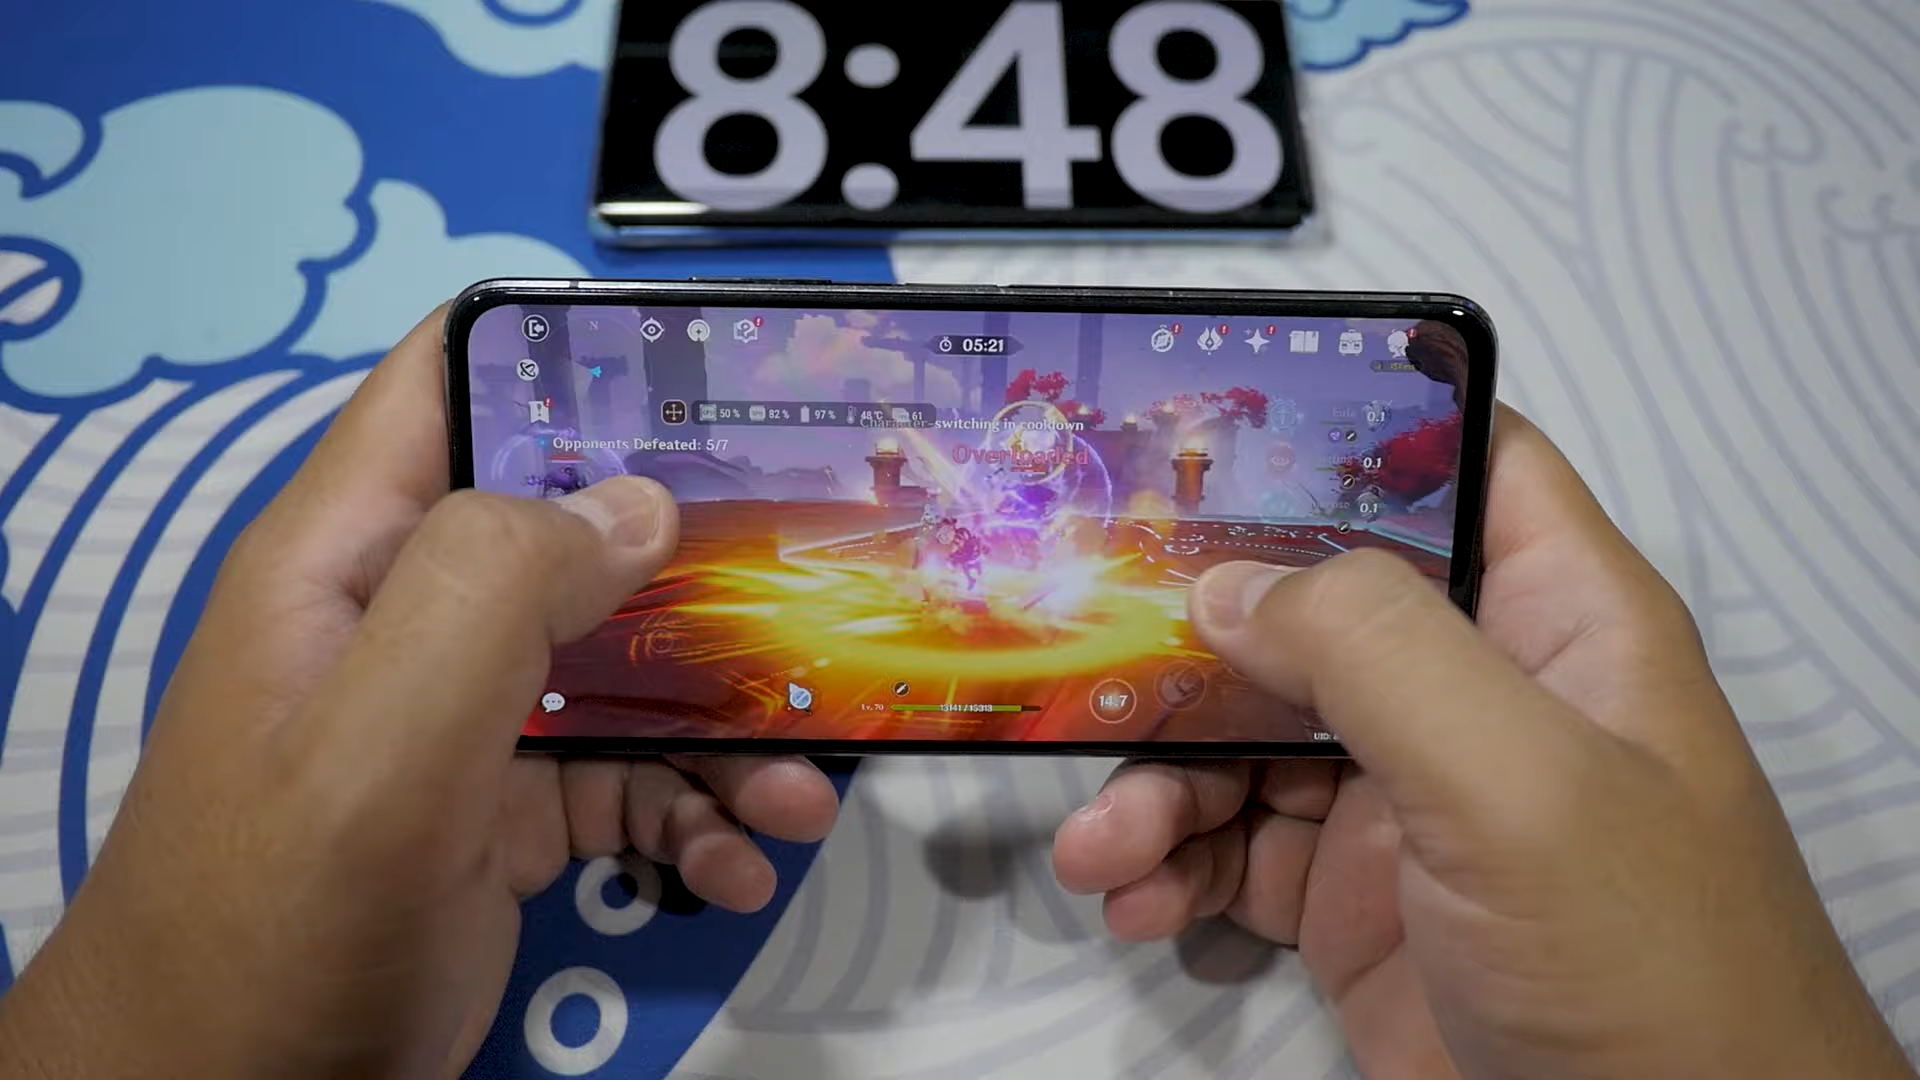 8:48
N
05:21
50 %
82 %
97 %
48°C
61
Character-switching in cooldown
Opponents Defeated: 5/7
Overloaded
0.1
0.1
0.1
Lv. 70
13141 / 15313
14.7
UID: